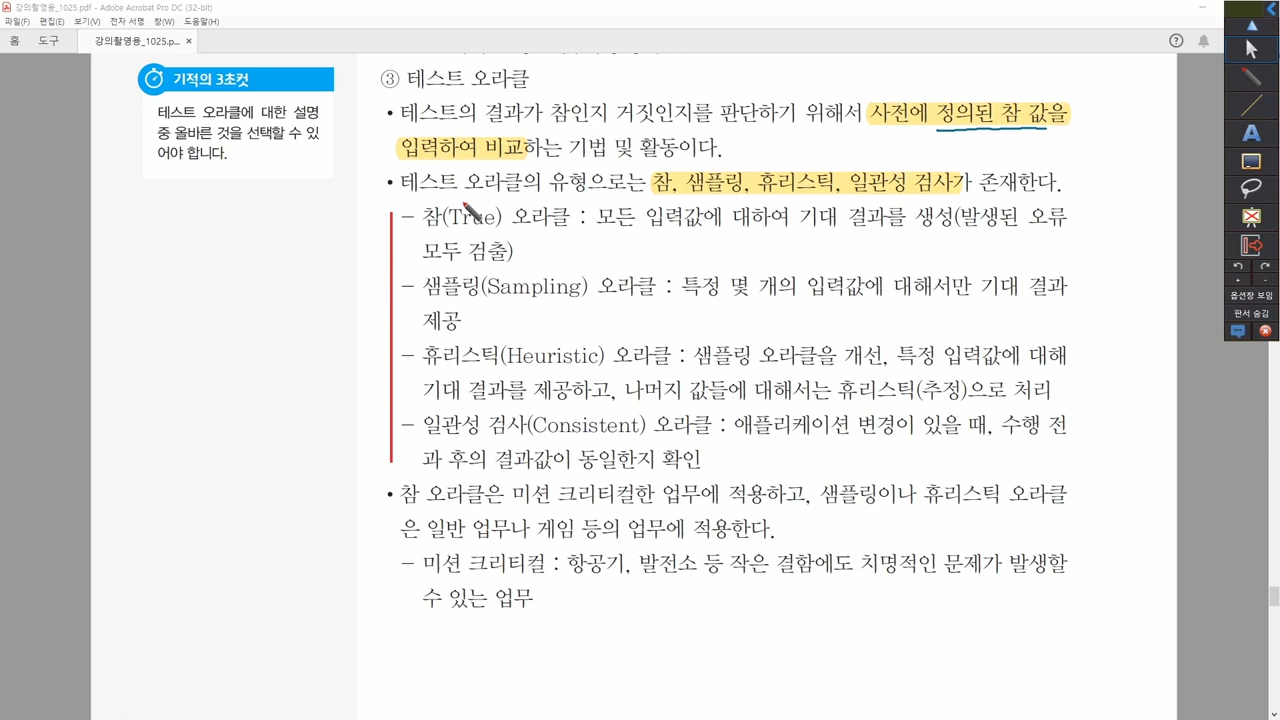 강의촬영용_1025.pdf - Adobe Acrobat Pro DC (32-bit)
파일(F) 편집(E) 보기(V) 전자 서명 창(W) 도움말(H)
홈 도구 강의촬영용_1025.p... ×
기적의 3초컷
테스트 오라클에 대한 설명
중 올바른 것을 선택할 수 있
어야 합니다.
③ 테스트 오라클
• 테스트의 결과가 참인지 거짓인지를 판단하기 위해서 사전에 정의된 참 값을
입력하여 비교하는 기법 및 활동이다.
• 테스트 오라클의 유형으로는 참, 샘플링, 휴리스틱, 일관성 검사가 존재한다.
– 참(True) 오라클 : 모든 입력값에 대하여 기대 결과를 생성(발생된 오류
모두 검출)
– 샘플링(Sampling) 오라클 : 특정 몇 개의 입력값에 대해서만 기대 결과
제공
– 휴리스틱(Heuristic) 오라클 : 샘플링 오라클을 개선, 특정 입력값에 대해
기대 결과를 제공하고, 나머지 값들에 대해서는 휴리스틱(추정)으로 처리
– 일관성 검사(Consistent) 오라클 : 애플리케이션 변경이 있을 때, 수행 전
과 후의 결과값이 동일한지 확인
• 참 오라클은 미션 크리티컬한 업무에 적용하고, 샘플링이나 휴리스틱 오라클
은 일반 업무나 게임 등의 업무에 적용한다.
– 미션 크리티컬 : 항공기, 발전소 등 작은 결함에도 치명적인 문제가 발생할
수 있는 업무
A
+ -
옵션창 보임
판서 숨김